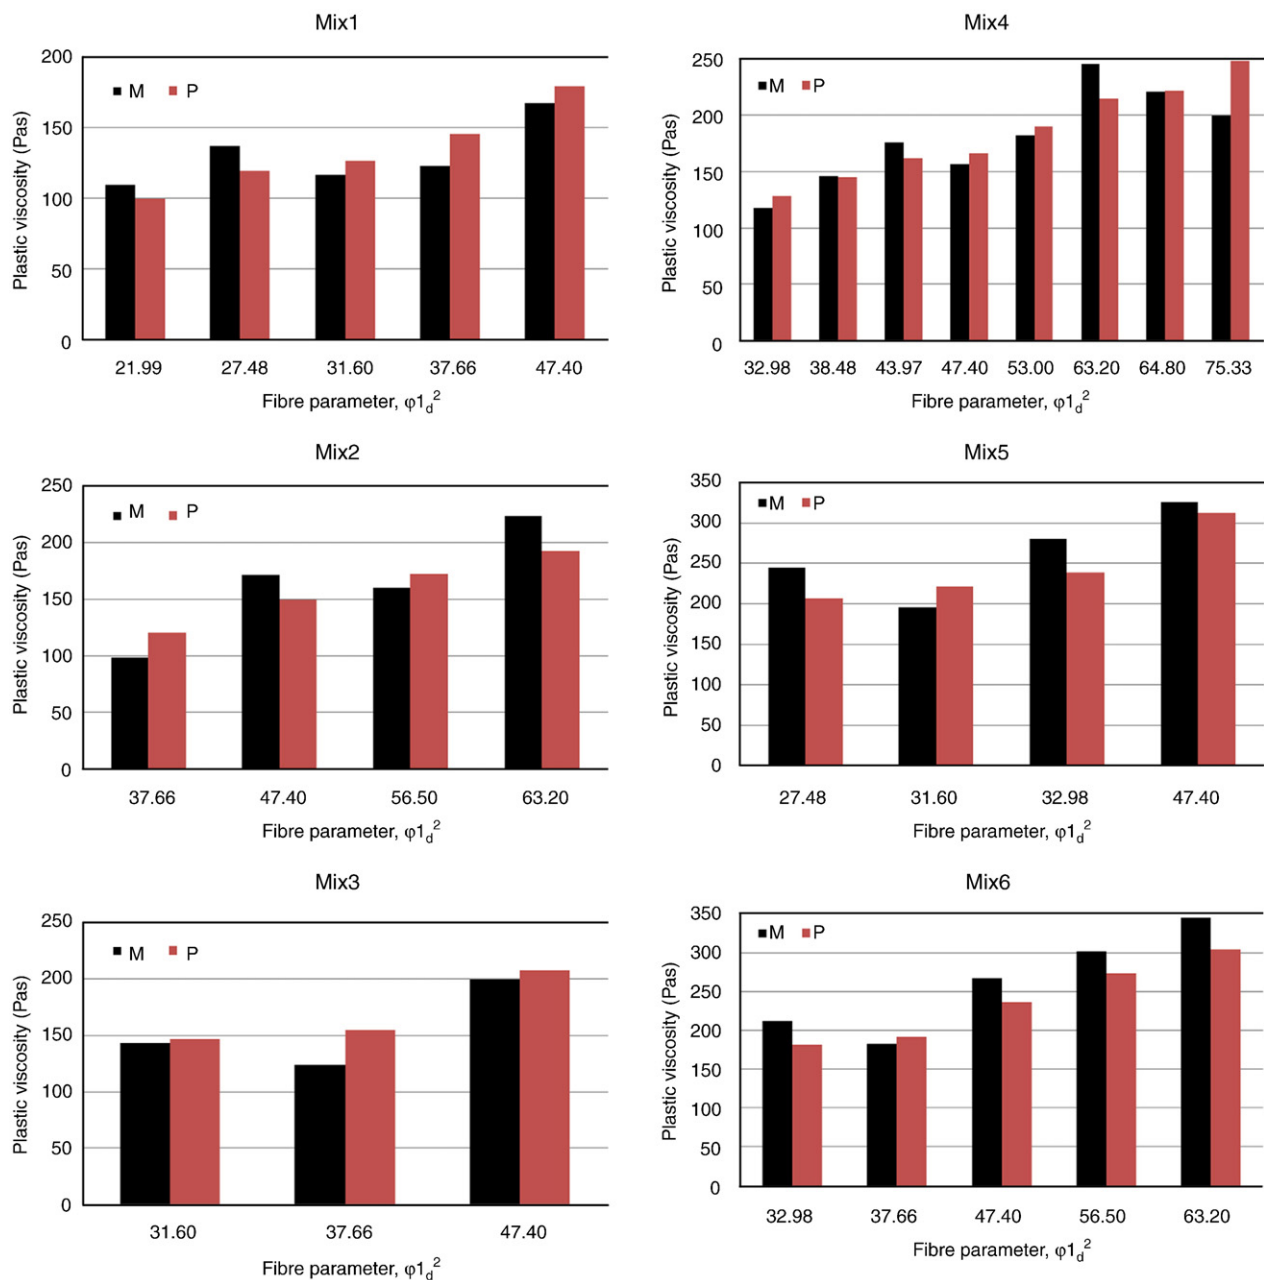 Mix1
200
150
100
50
0
M P
Plastic viscosity (Pas)
21.99 27.48 31.60 37.66 47.40
Fibre parameter, φ1d²
Mix4
250
200
150
100
50
0
M P
Plastic viscosity (Pas)
32.98 38.48 43.97 47.40 53.00 63.20 64.80 75.33
Fibre parameter, φ1d²
Mix2
250
200
150
100
50
0
M P
Plastic viscosity (Pas)
37.66 47.40 56.50 63.20
Fibre parameter, φ1d²
Mix5
350
300
250
200
150
100
50
0
M P
Plastic viscosity (Pas)
27.48 31.60 32.98 47.40
Fibre parameter, φ1d²
Mix3
250
200
150
100
50
0
M P
Plastic viscosity (Pas)
31.60 37.66 47.40
Fibre parameter, φ1d²
Mix6
350
300
250
200
150
100
50
0
M P
Plastic viscosity (Pas)
32.98 37.66 47.40 56.50 63.20
Fibre parameter, φ1d²